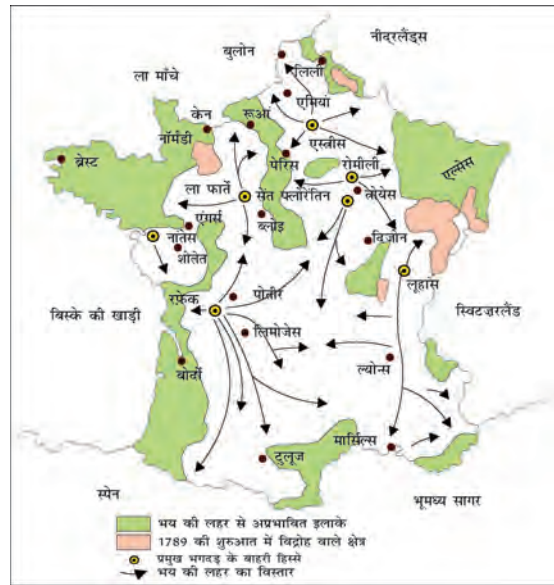 नीदरलैंड्स
बुलोन
लिली
ला माँचे
एमियां
केन
रूआं
नॉर्मंडी
एस्त्रीस
पेरिस
रोमीली
एल्सेस
ब्रेस्ट
ला फार्ते
सेंत फ्लोरेंतिन
त्रोयेस
एंगर्स
ब्लोइ
नांतेस
दिजॉन
शोलेत
लूहांस
रफ़ेक
पोतीर
स्विटज़रलैंड
बिस्के की खाड़ी
लिमोजेस
बोर्दो
ल्योन्स
मार्सिल्स
टुलूज
स्पेन
भूमध्य सागर
भय की लहर से अप्रभावित इलाके
1789 की शुरुआत में विद्रोह वाले क्षेत्र
प्रमुख भगदड़ के बाहरी हिस्से
भय की लहर का विस्तार